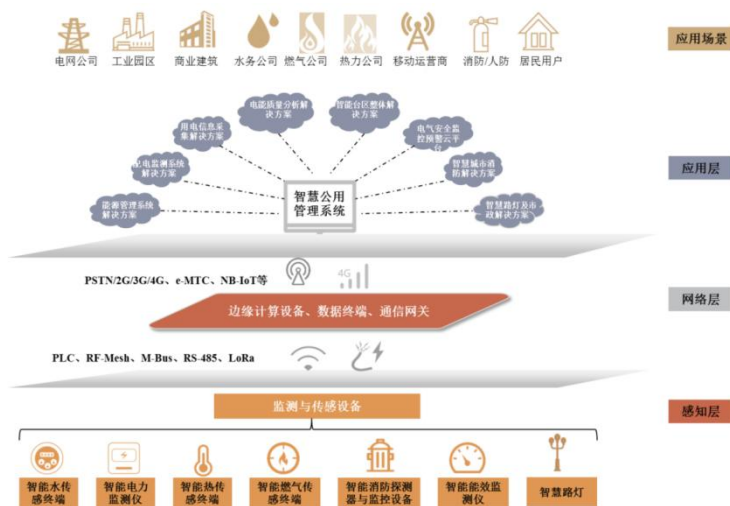 电网公司 工业园区 商业建筑 水务公司 燃气公司 热力公司 移动运营商 消防/人防 居民用户
应用场景
电能质量分析解
决方案
智能台区整体解
决方案
用电信息采
集解决方案
电气安全监
控预警云平
台
配电监测系统
解决方案
智慧城市消
防解决方案
应用层
能源管理系统
解决方案
智慧公用
管理系统
智慧路灯及市
政解决方案
PSTN/2G/3G/4G、e-MTC、NB-IoT等
4G
网络层
边缘计算设备、数据终端、通信网关
PLC、RF-Mesh、M-Bus、RS-485、LoRa
监测与传感设备
感知层
智能水传
感终端
智能电力
监测仪
智能热传
感终端
智能燃气传
感终端
智能消防探测
器与监控设备
智能能效监
测仪
智慧路灯